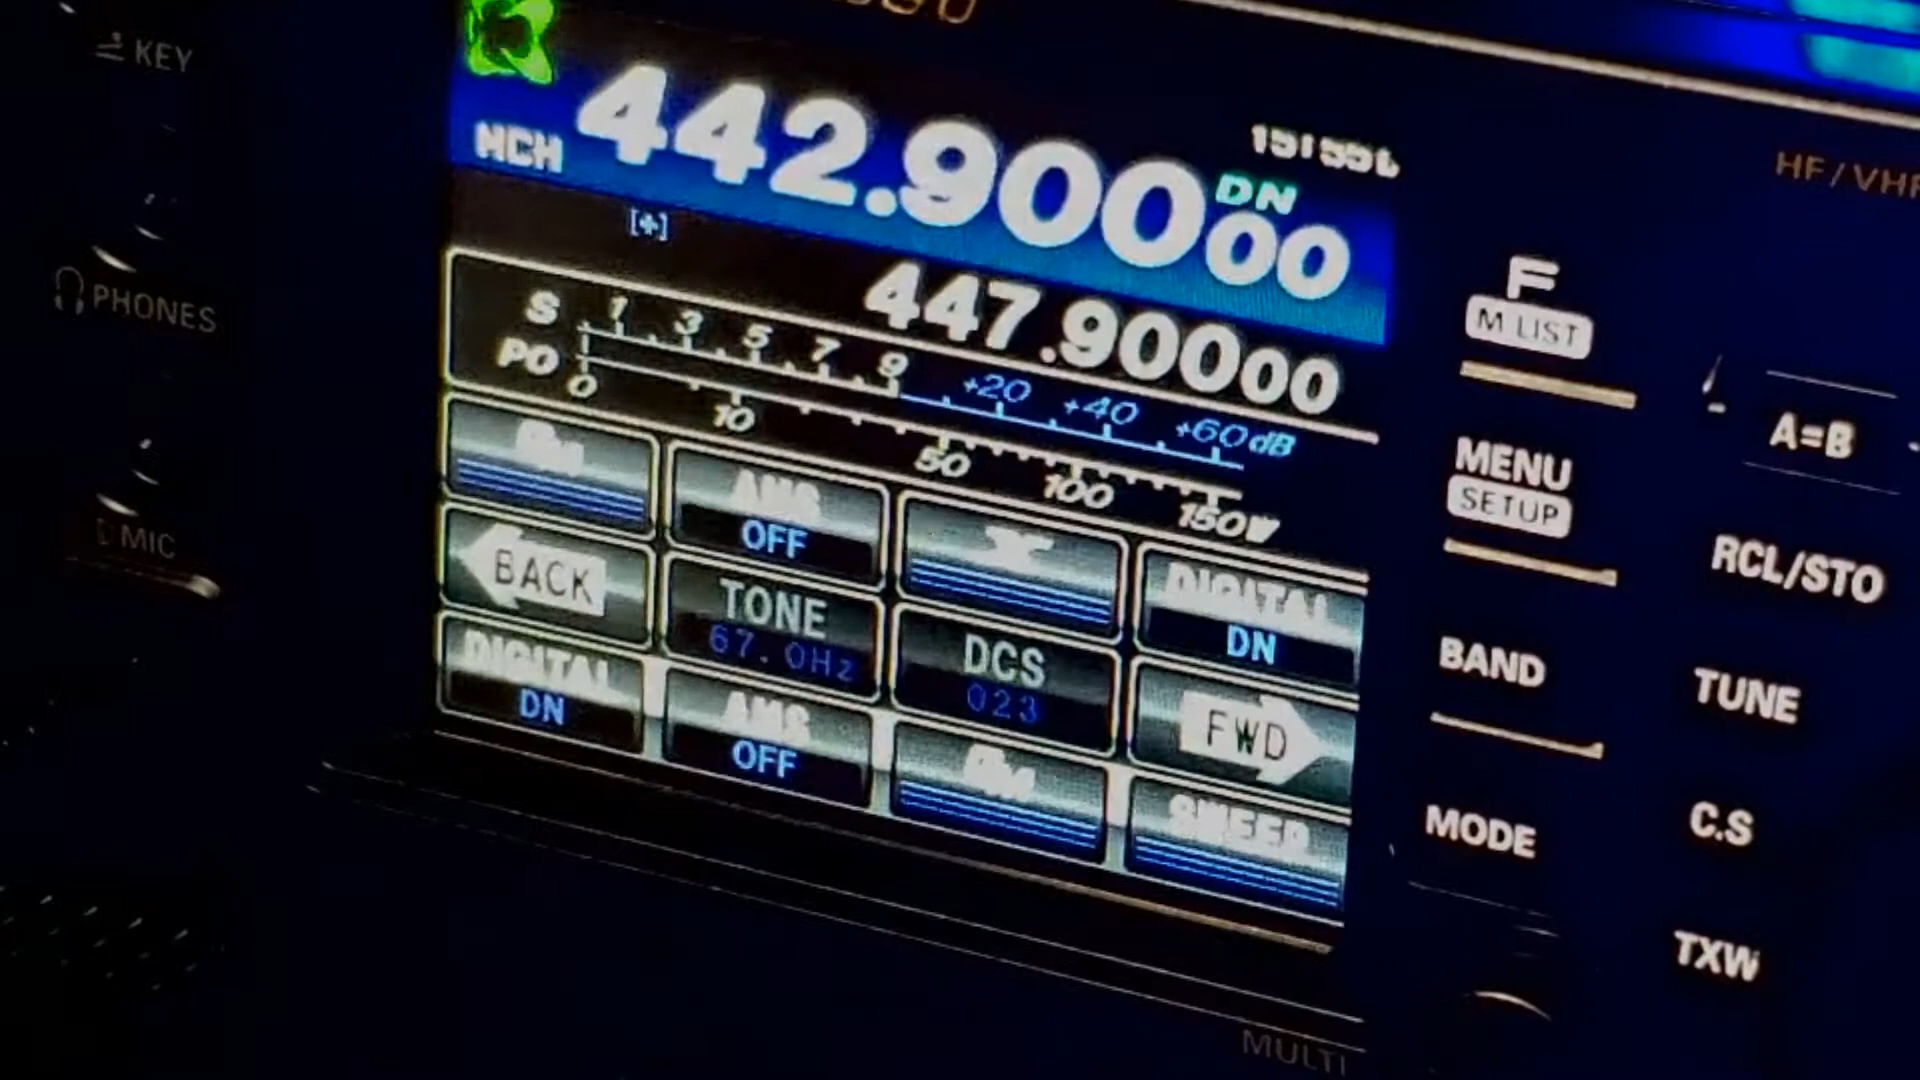 KEY
442.90000
MCH
DN
HF/VHF
[+]
447.90000
PHONES
S 1 3 5 7 9 +20 +40 +60dB
PO 0 10 50 100 150W
F
M LIST
A=B
MENU
SETUP
AMS
OFF
DIGITAL
DN
MIC
BACK
TONE
67.0Hz
DCS
023
FWD
RCL/STO
BAND
TUNE
DIGITAL
DN
AMS
OFF
SWEEP
MODE
C.S
TXW
MULTI